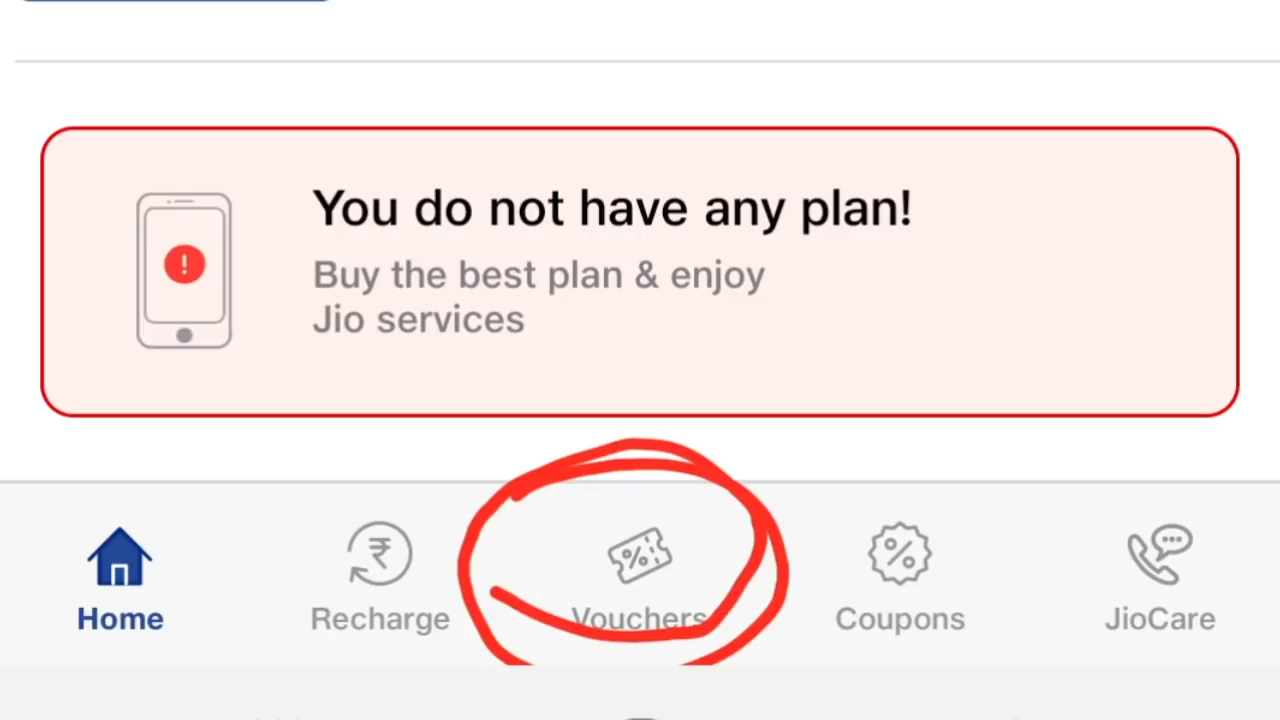 You do not have any plan!
Buy the best plan & enjoy
Jio services
Home
Recharge
Vouchers
Coupons
JioCare